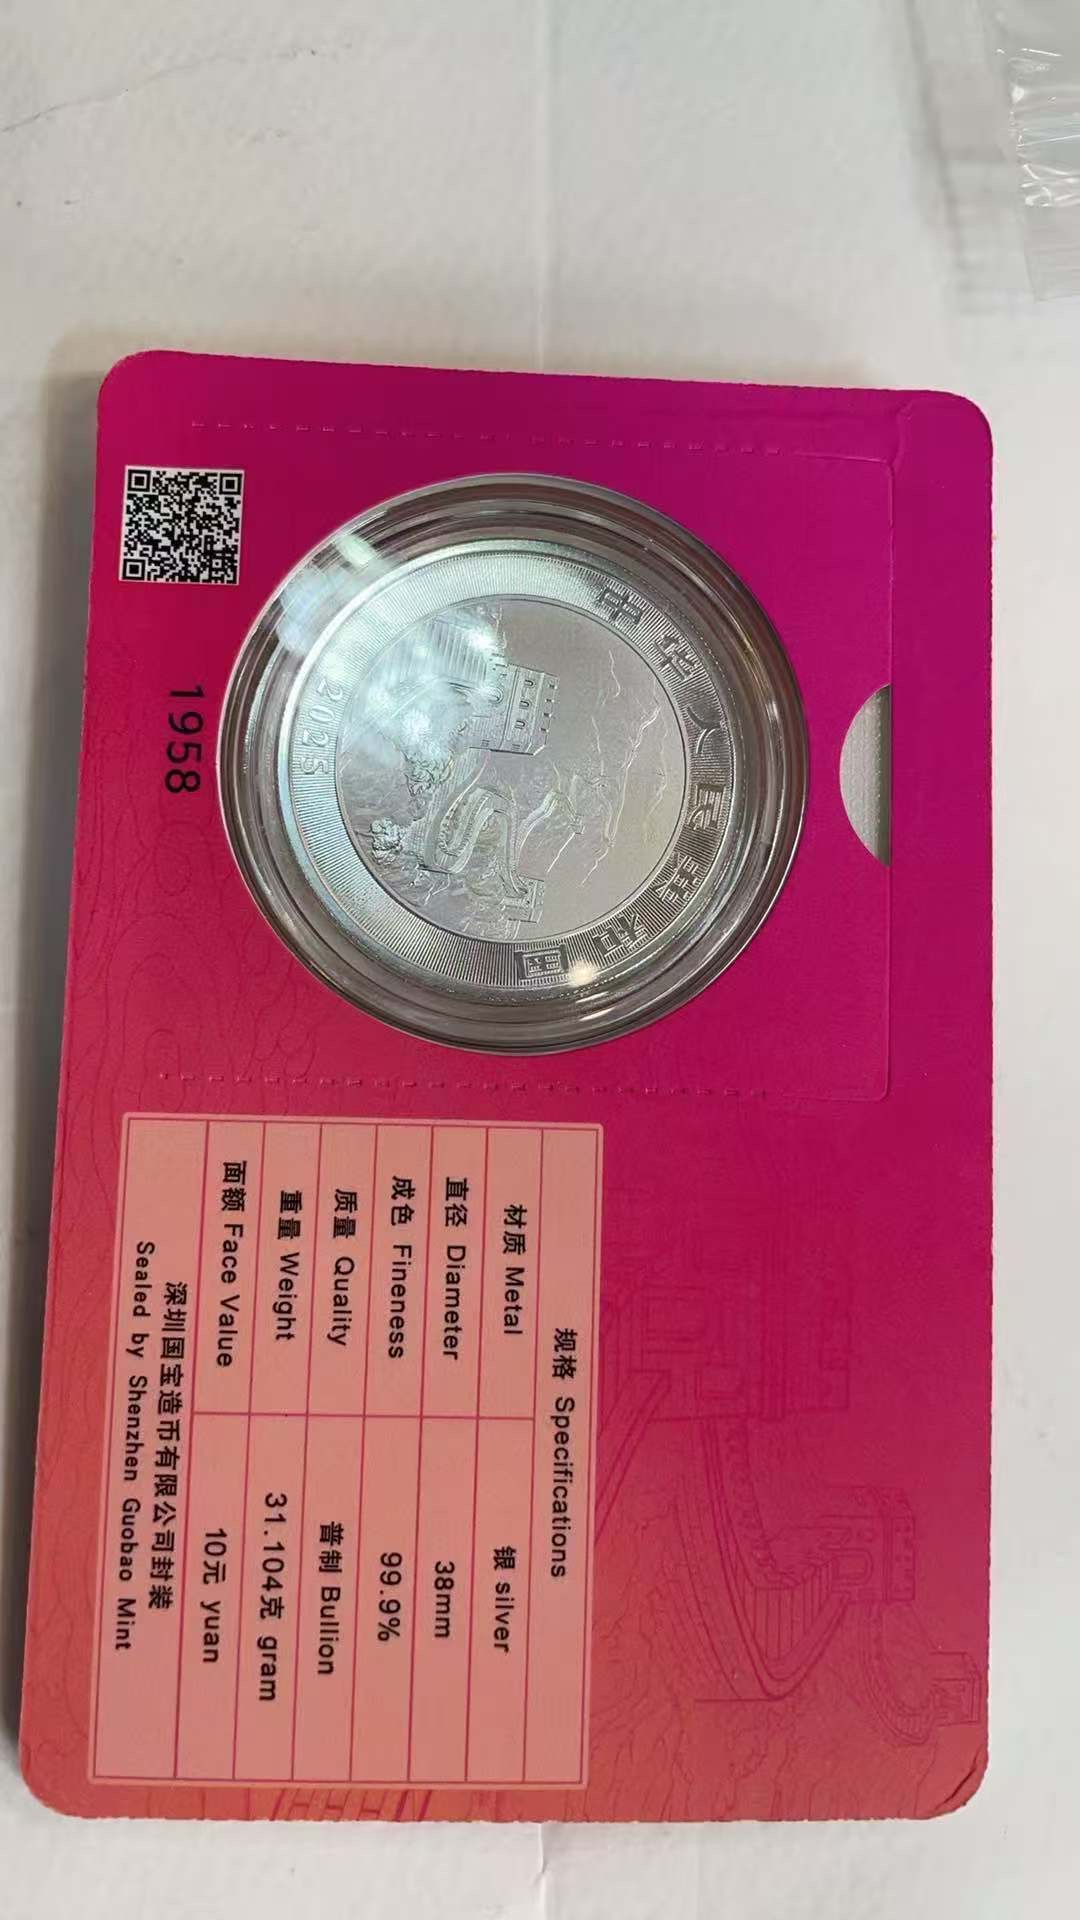 中华人民共和国
2025
1958
规格 Specifications
材质 Metal 银 silver
直径 Diameter 38mm
成色 Fineness 99.9%
质量 Quality 普制 Bullion
重量 Weight 31.104克 gram
面额 Face Value 10元 yuan
深圳国宝造币有限公司封装
Sealed by Shenzhen Guobao Mint